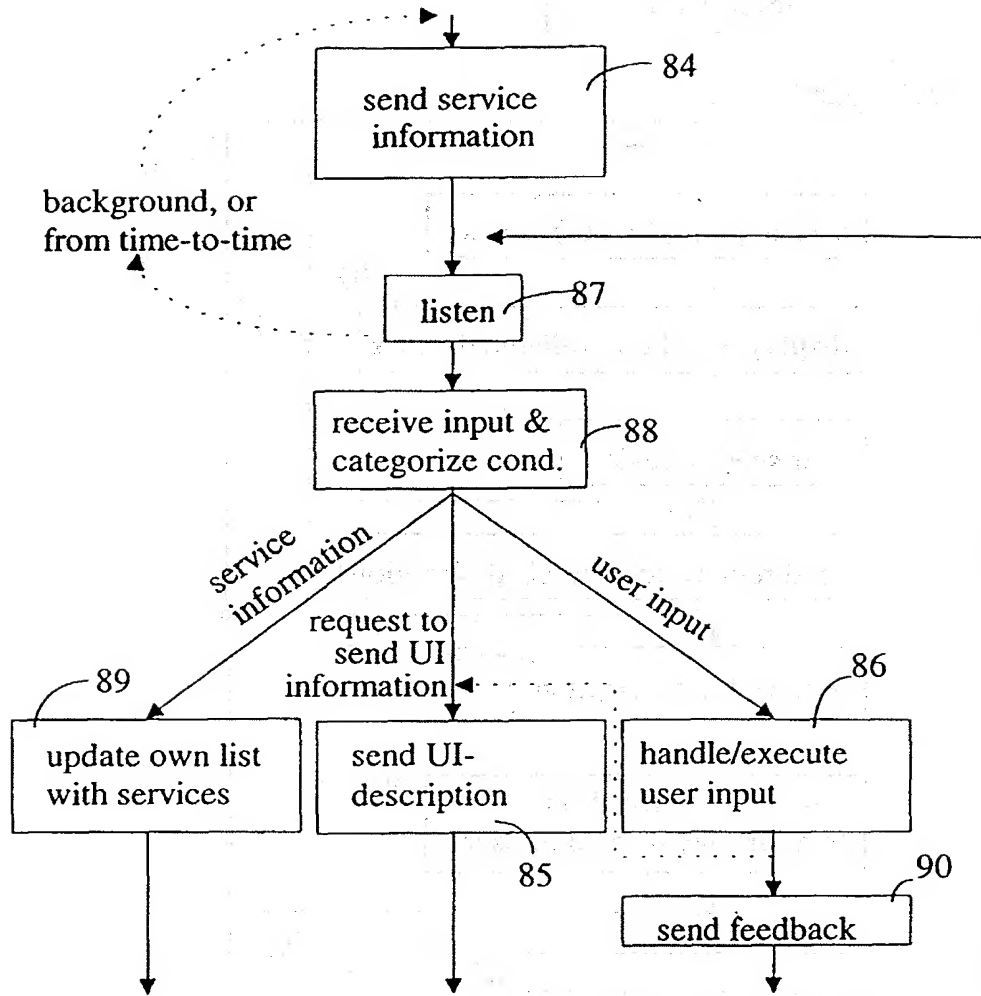 84
send service
information
background, or
from time-to-time
87
listen
receive input &
categorize cond.
88
service
information
request to
send UI
information
user input
89
update own list
with services
send UI-
description
85
86
handle/execute
user input
90
send feedback